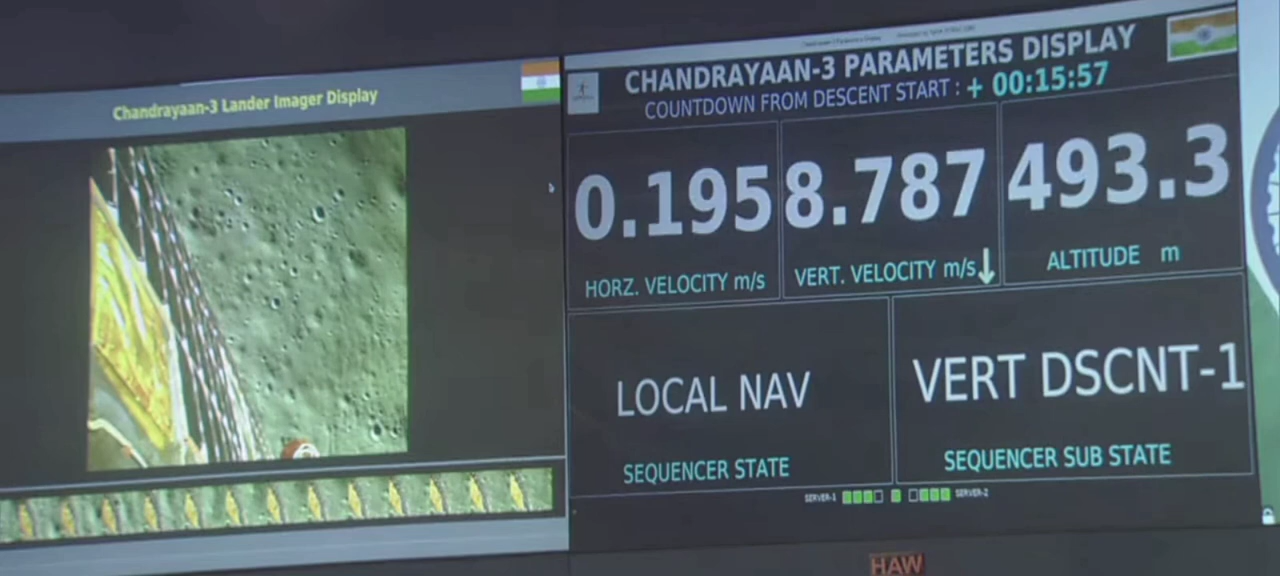 Chandrayaan-3 Lander Imager Display
CHANDRAYAAN-3 PARAMETERS DISPLAY
COUNTDOWN FROM DESCENT START : + 00:15:57
0.195
HORZ. VELOCITY m/s
8.787
VERT. VELOCITY m/s↓
493.3
ALTITUDE m
LOCAL NAV
SEQUENCER STATE
VERT DSCNT-1
SEQUENCER SUB STATE
SERVER-1
SERVER-2
HAW